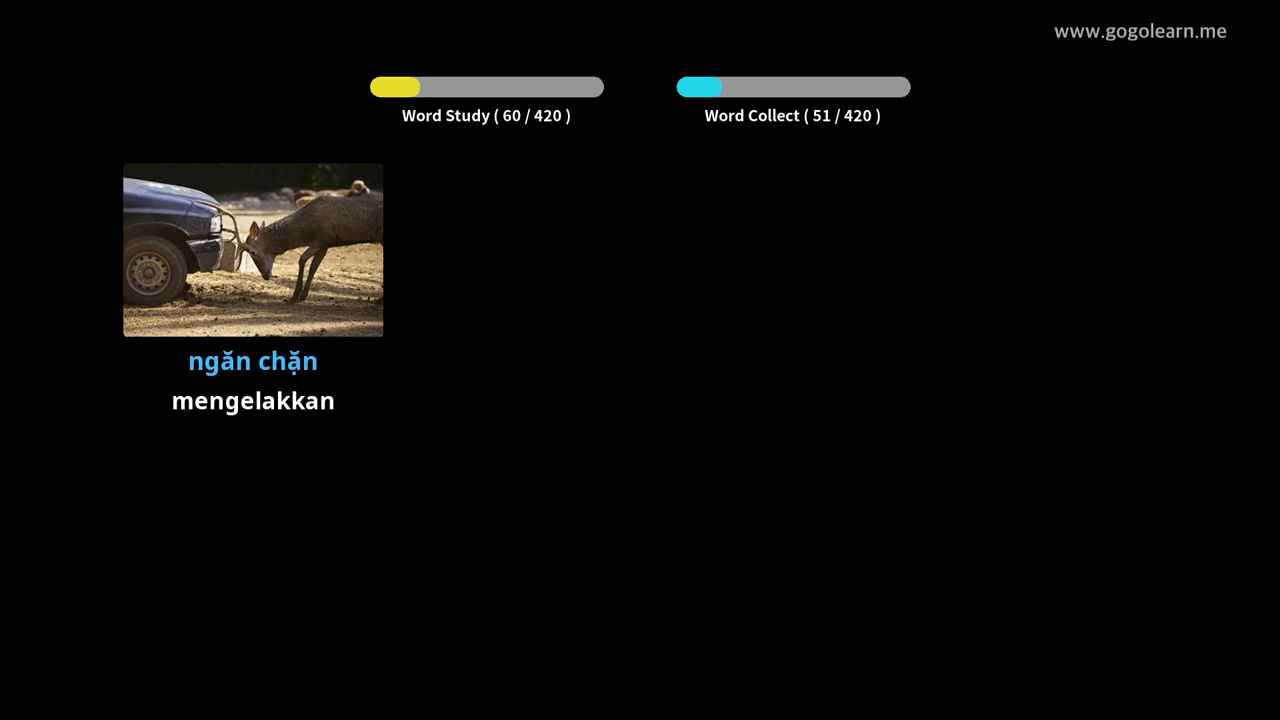 www.gogolearn.me
Word Study ( 60 / 420 )
Word Collect ( 51 / 420 )
ngăn chặn
mengelakkan